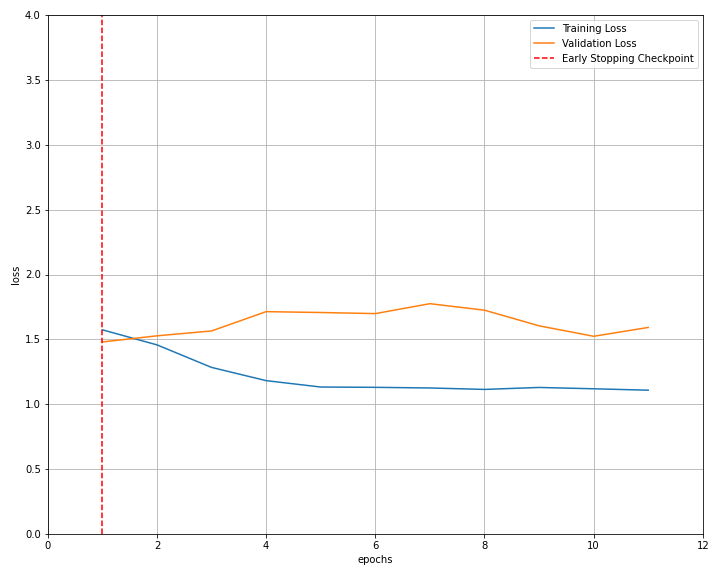 Training Loss
Validation Loss
Early Stopping Checkpoint
4.0
3.5
3.0
2.5
2.0
1.5
1.0
0.5
0.0
loss
0 2 4 6 8 10 12
epochs